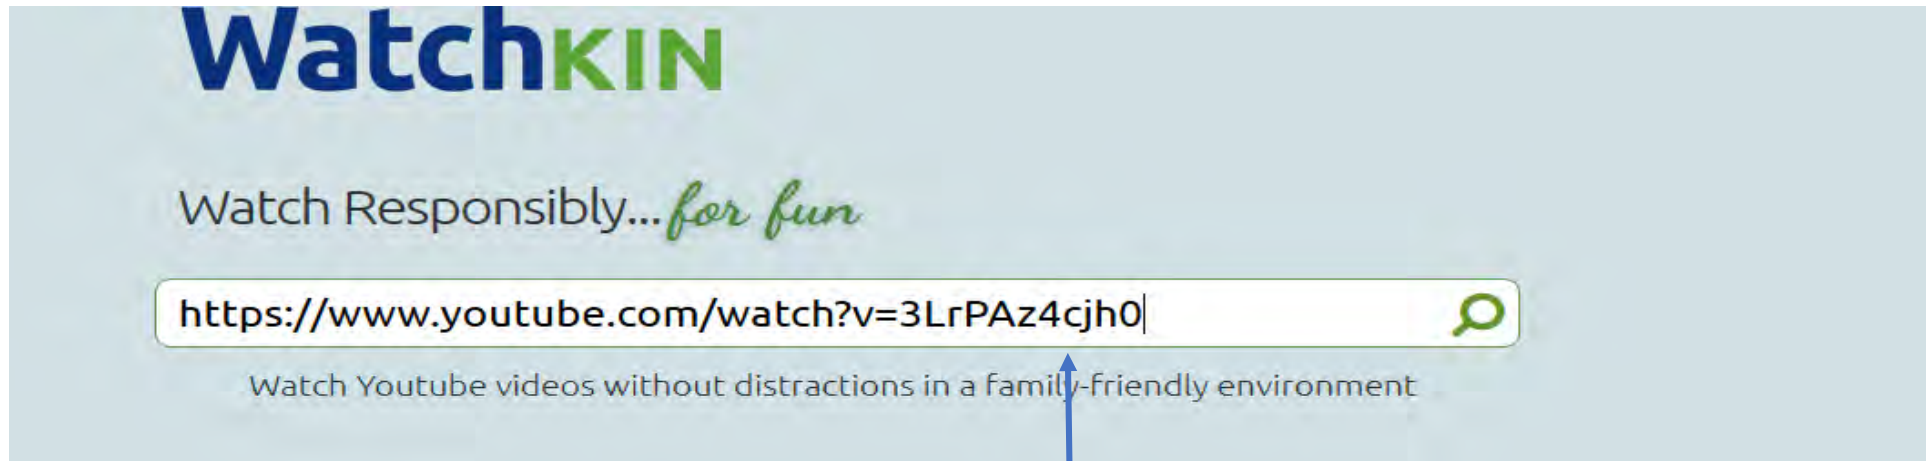 WatchKIN
Watch Responsibly... for fun
https://www.youtube.com/watch?v=3LrPAz4cjh0
Watch Youtube videos without distractions in a family-friendly environment